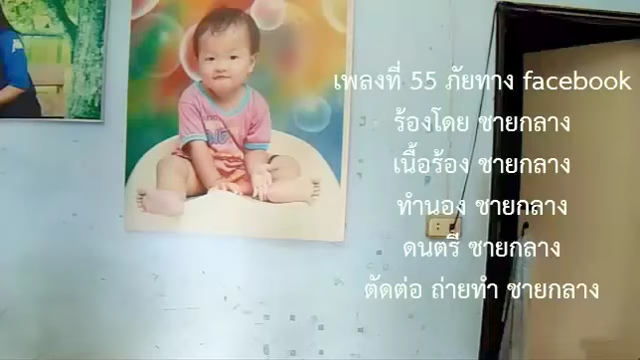 เพลงที่ 55 ภัยทาง facebook
ร้องโดย ชายกลาง
เนื้อร้อง ชายกลาง
ทำนอง ชายกลาง
ดนตรี ชายกลาง
ตัดต่อ ถ่ายทำ ชายกลาง